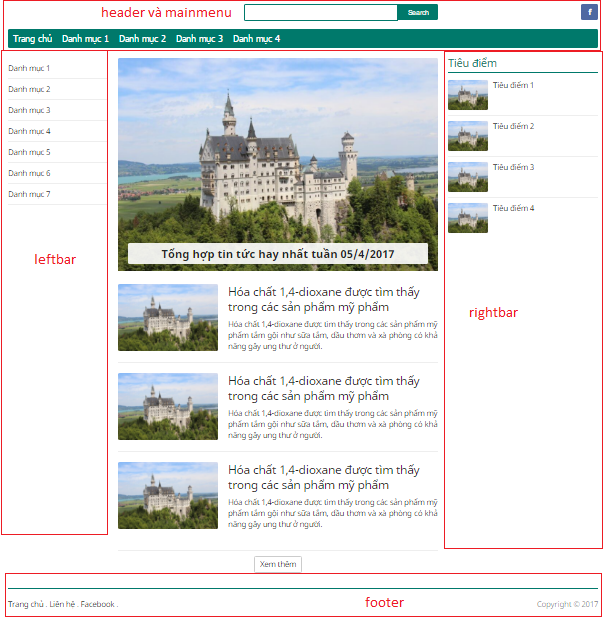 header và mainmenu
Search
f
Trang chủ Danh mục 1 Danh mục 2 Danh mục 3 Danh mục 4
Danh mục 1
Danh mục 2
Danh mục 3
Danh mục 4
Danh mục 5
Danh mục 6
Danh mục 7
leftbar
Tổng hợp tin tức hay nhất tuần 05/4/2017
Hóa chất 1,4-dioxane được tìm thấy
trong các sản phẩm mỹ phẩm
Hóa chất 1,4-dioxane được tìm thấy trong các sản phẩm mỹ
phẩm tắm gội như sữa tắm, dầu thơm và xà phòng có khả
năng gây ung thư ở người.
Hóa chất 1,4-dioxane được tìm thấy
trong các sản phẩm mỹ phẩm
Hóa chất 1,4-dioxane được tìm thấy trong các sản phẩm mỹ
phẩm tắm gội như sữa tắm, dầu thơm và xà phòng có khả
năng gây ung thư ở người.
Hóa chất 1,4-dioxane được tìm thấy
trong các sản phẩm mỹ phẩm
Hóa chất 1,4-dioxane được tìm thấy trong các sản phẩm mỹ
phẩm tắm gội như sữa tắm, dầu thơm và xà phòng có khả
năng gây ung thư ở người.
Xem thêm
Tiêu điểm
Tiêu điểm 1
Tiêu điểm 2
Tiêu điểm 3
Tiêu điểm 4
rightbar
Trang chủ . Liên hệ . Facebook .
footer
Copyright © 2017